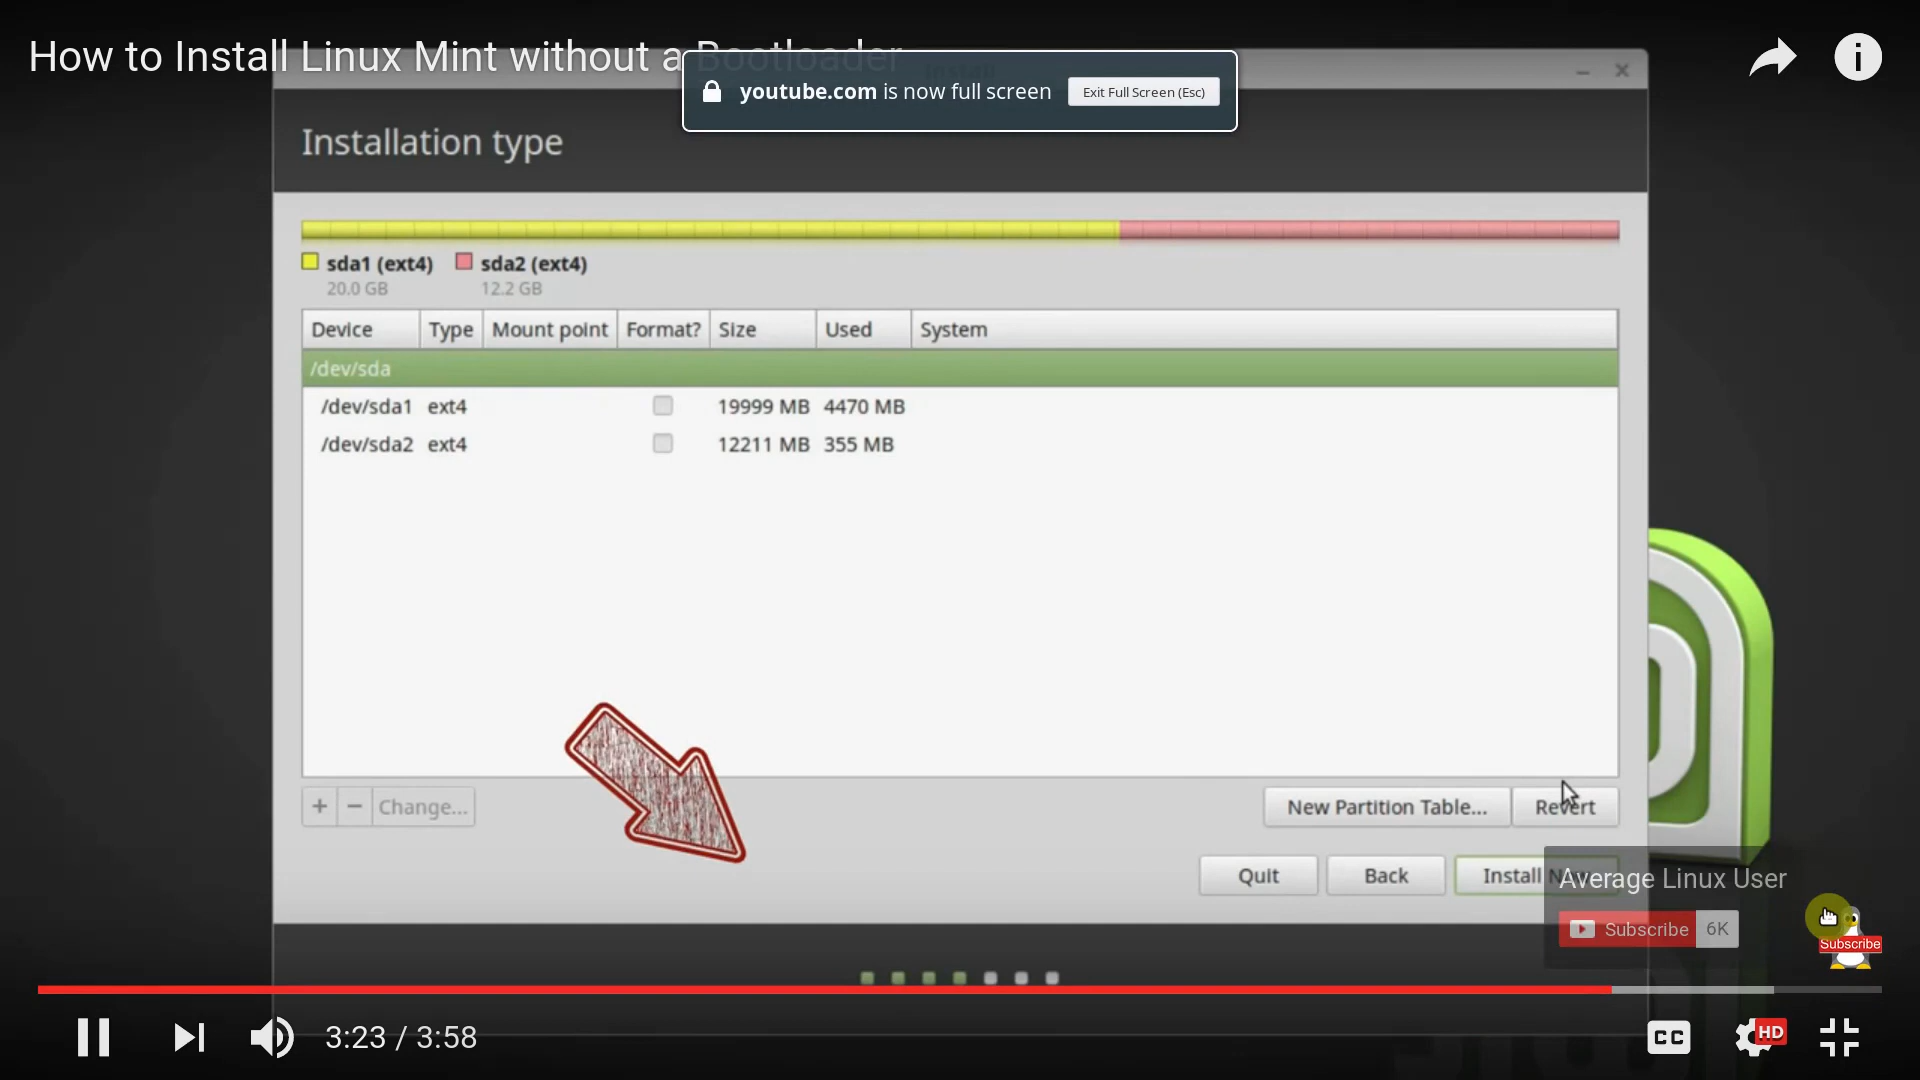 How to Install Linux Mint without a Bootloader
youtube.com is now full screen
Exit Full Screen (Esc)
Installation type
sda1 (ext4) sda2 (ext4)
20.0 GB 12.2 GB
Device Type Mount point Format? Size Used System
/dev/sda
/dev/sda1 ext4 19999 MB 4470 MB
/dev/sda2 ext4 12211 MB 355 MB
+ − Change... New Partition Table... Revert
Quit Back Install Now
Average Linux User
Subscribe 6K
Subscribe
3:23 / 3:58
CC HD